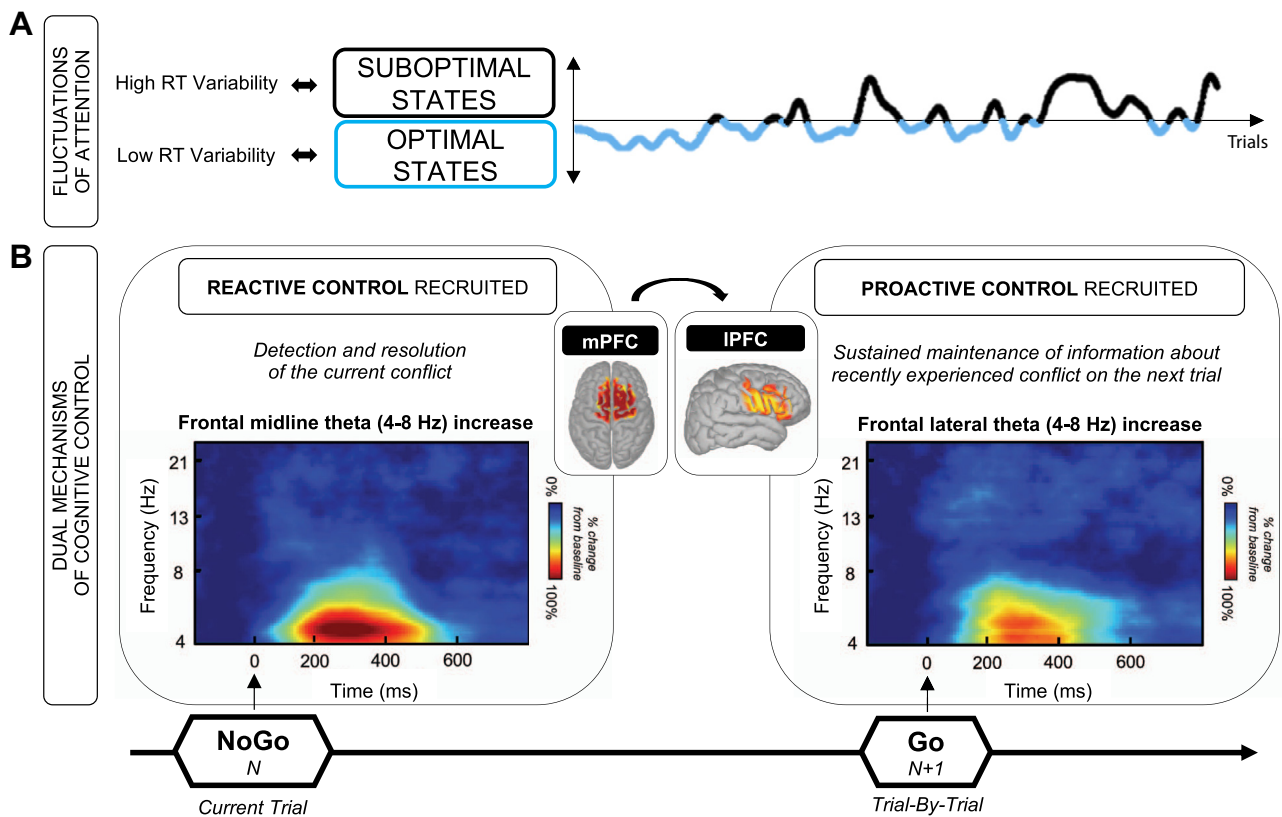 A
FLUCTUATIONS
OF ATTENTION
High RT Variability
SUBOPTIMAL
STATES
Low RT Variability
OPTIMAL
STATES
Trials
B
DUAL MECHANISMS
OF COGNITIVE CONTROL
REACTIVE CONTROL RECRUITED
Detection and resolution
of the current conflict
Frontal midline theta (4-8 Hz) increase
Frequency (Hz)
21
13
8
4
0
200
400
600
Time (ms)
0%
100%
% change
from baseline
mPFC
lPFC
PROACTIVE CONTROL RECRUITED
Sustained maintenance of information about
recently experienced conflict on the next trial
Frontal lateral theta (4-8 Hz) increase
Frequency (Hz)
21
13
8
4
0
200
400
600
Time (ms)
0%
100%
% change
from baseline
NoGo
N
Current Trial
Go
N+1
Trial-By-Trial